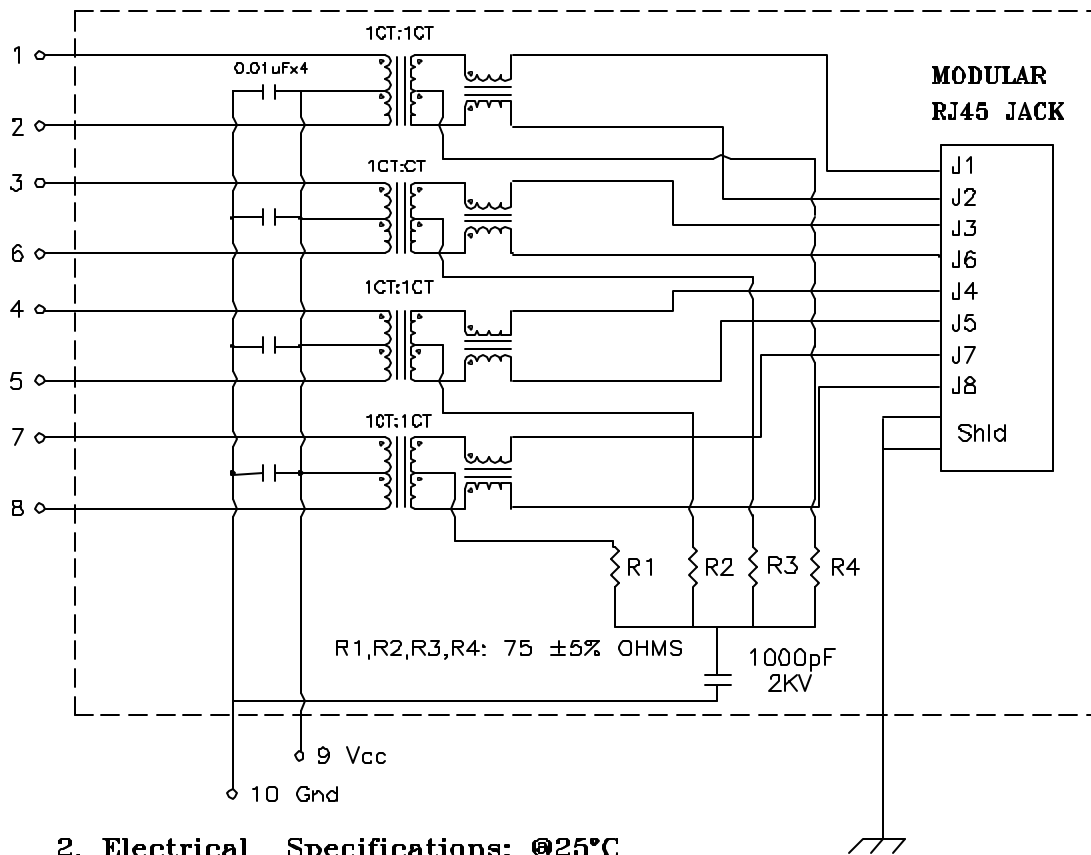 1CT:1CT
1
0.01uFx4
MODULAR
RJ45 JACK
2
J1
1CT:CT
3
J2
J3
6
J6
1CT:1CT
J4
4
J5
J7
5
J8
1CT:1CT
7
Shld
8
R1
R2
R3
R4
R1,R2,R3,R4: 75 ±5% OHMS
1000pF
2KV
9 Vcc
10 Gnd
2. Electrical Specifications: @25°C